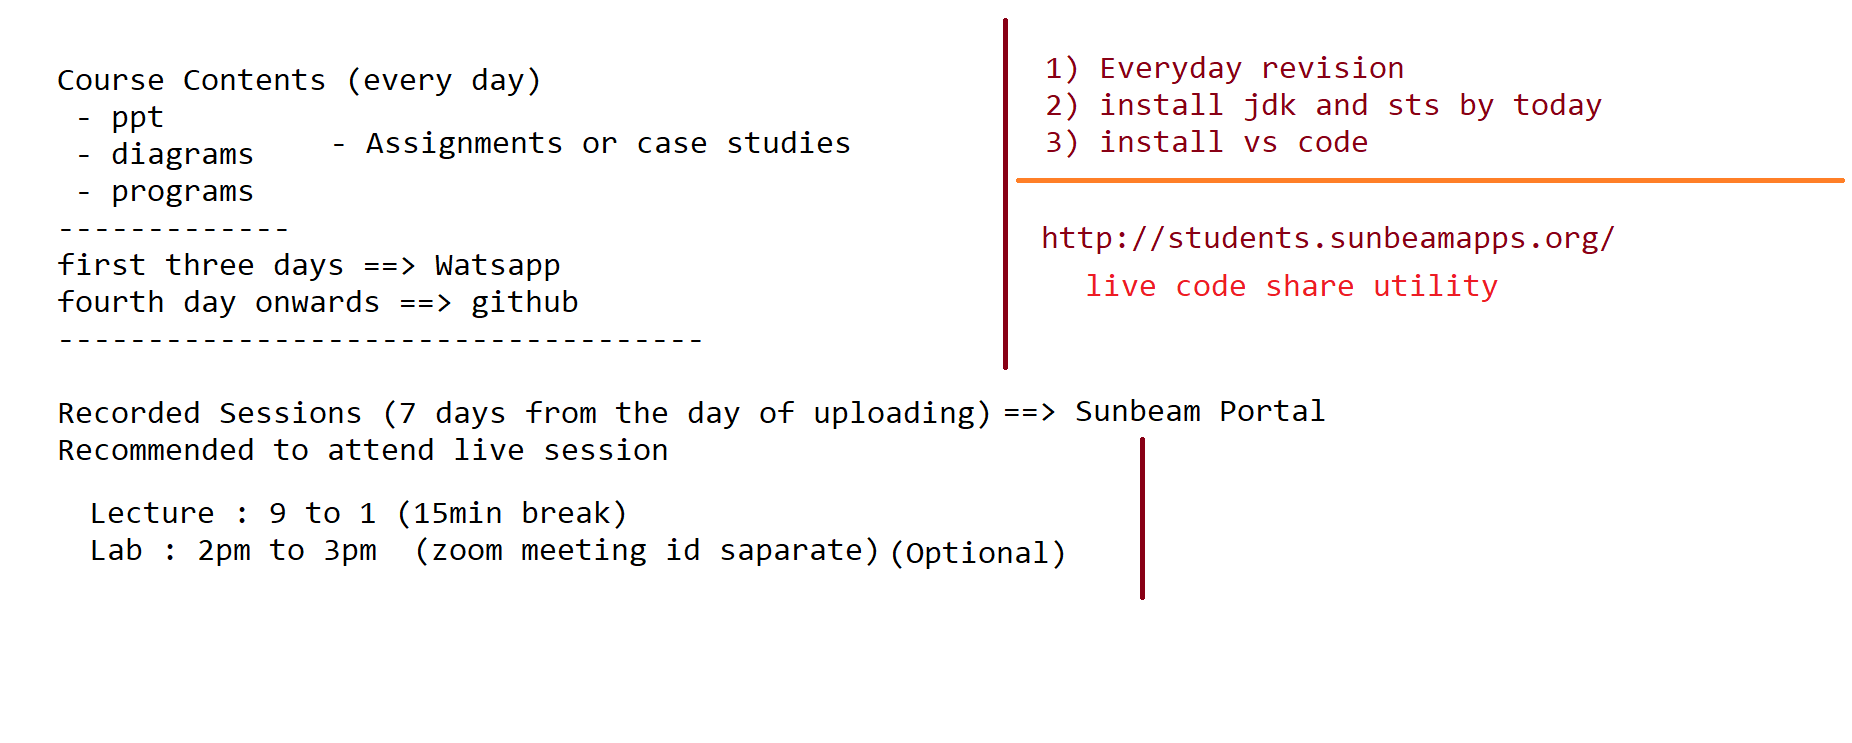 Course Contents (every day)
- ppt
- diagrams
- programs
- Assignments or case studies
-------------
first three days ==> Watsapp
fourth day onwards ==> github
------------------------------------
1) Everyday revision
2) install jdk and sts by today
3) install vs code
http://students.sunbeamapps.org/
live code share utility
Recorded Sessions (7 days from the day of uploading) ==> Sunbeam Portal
Recommended to attend live session
Lecture : 9 to 1 (15min break)
Lab : 2pm to 3pm  (zoom meeting id saparate) (Optional)